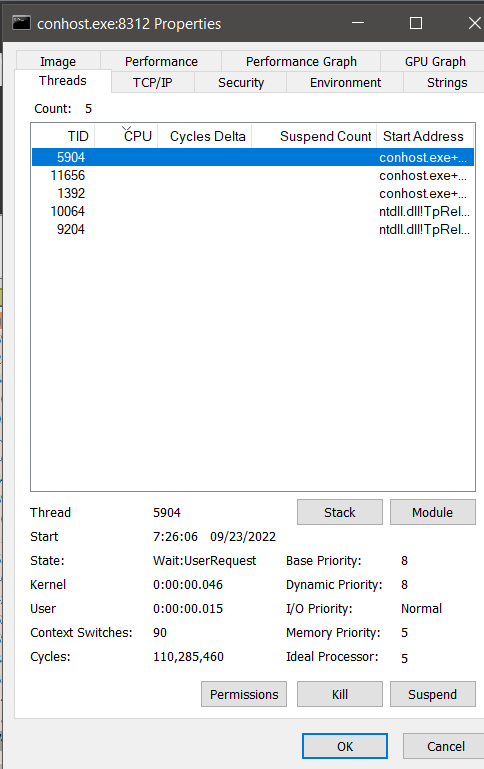 conhost.exe:8312 Properties
Image Performance Performance Graph GPU Graph
Threads TCP/IP Security Environment Strings
Count: 5
TID CPU Cycles Delta Suspend Count Start Address
5904 conhost.exe+...
11656 conhost.exe+...
1392 conhost.exe+...
10064 ntdll.dll!TpRel...
9204 ntdll.dll!TpRel...
Thread 5904 Stack Module
Start 7:26:06 09/23/2022
State: Wait:UserRequest Base Priority: 8
Kernel 0:00:00.046 Dynamic Priority: 8
User 0:00:00.015 I/O Priority: Normal
Context Switches: 90 Memory Priority: 5
Cycles: 110,285,460 Ideal Processor: 5
Permissions Kill Suspend
OK Cancel